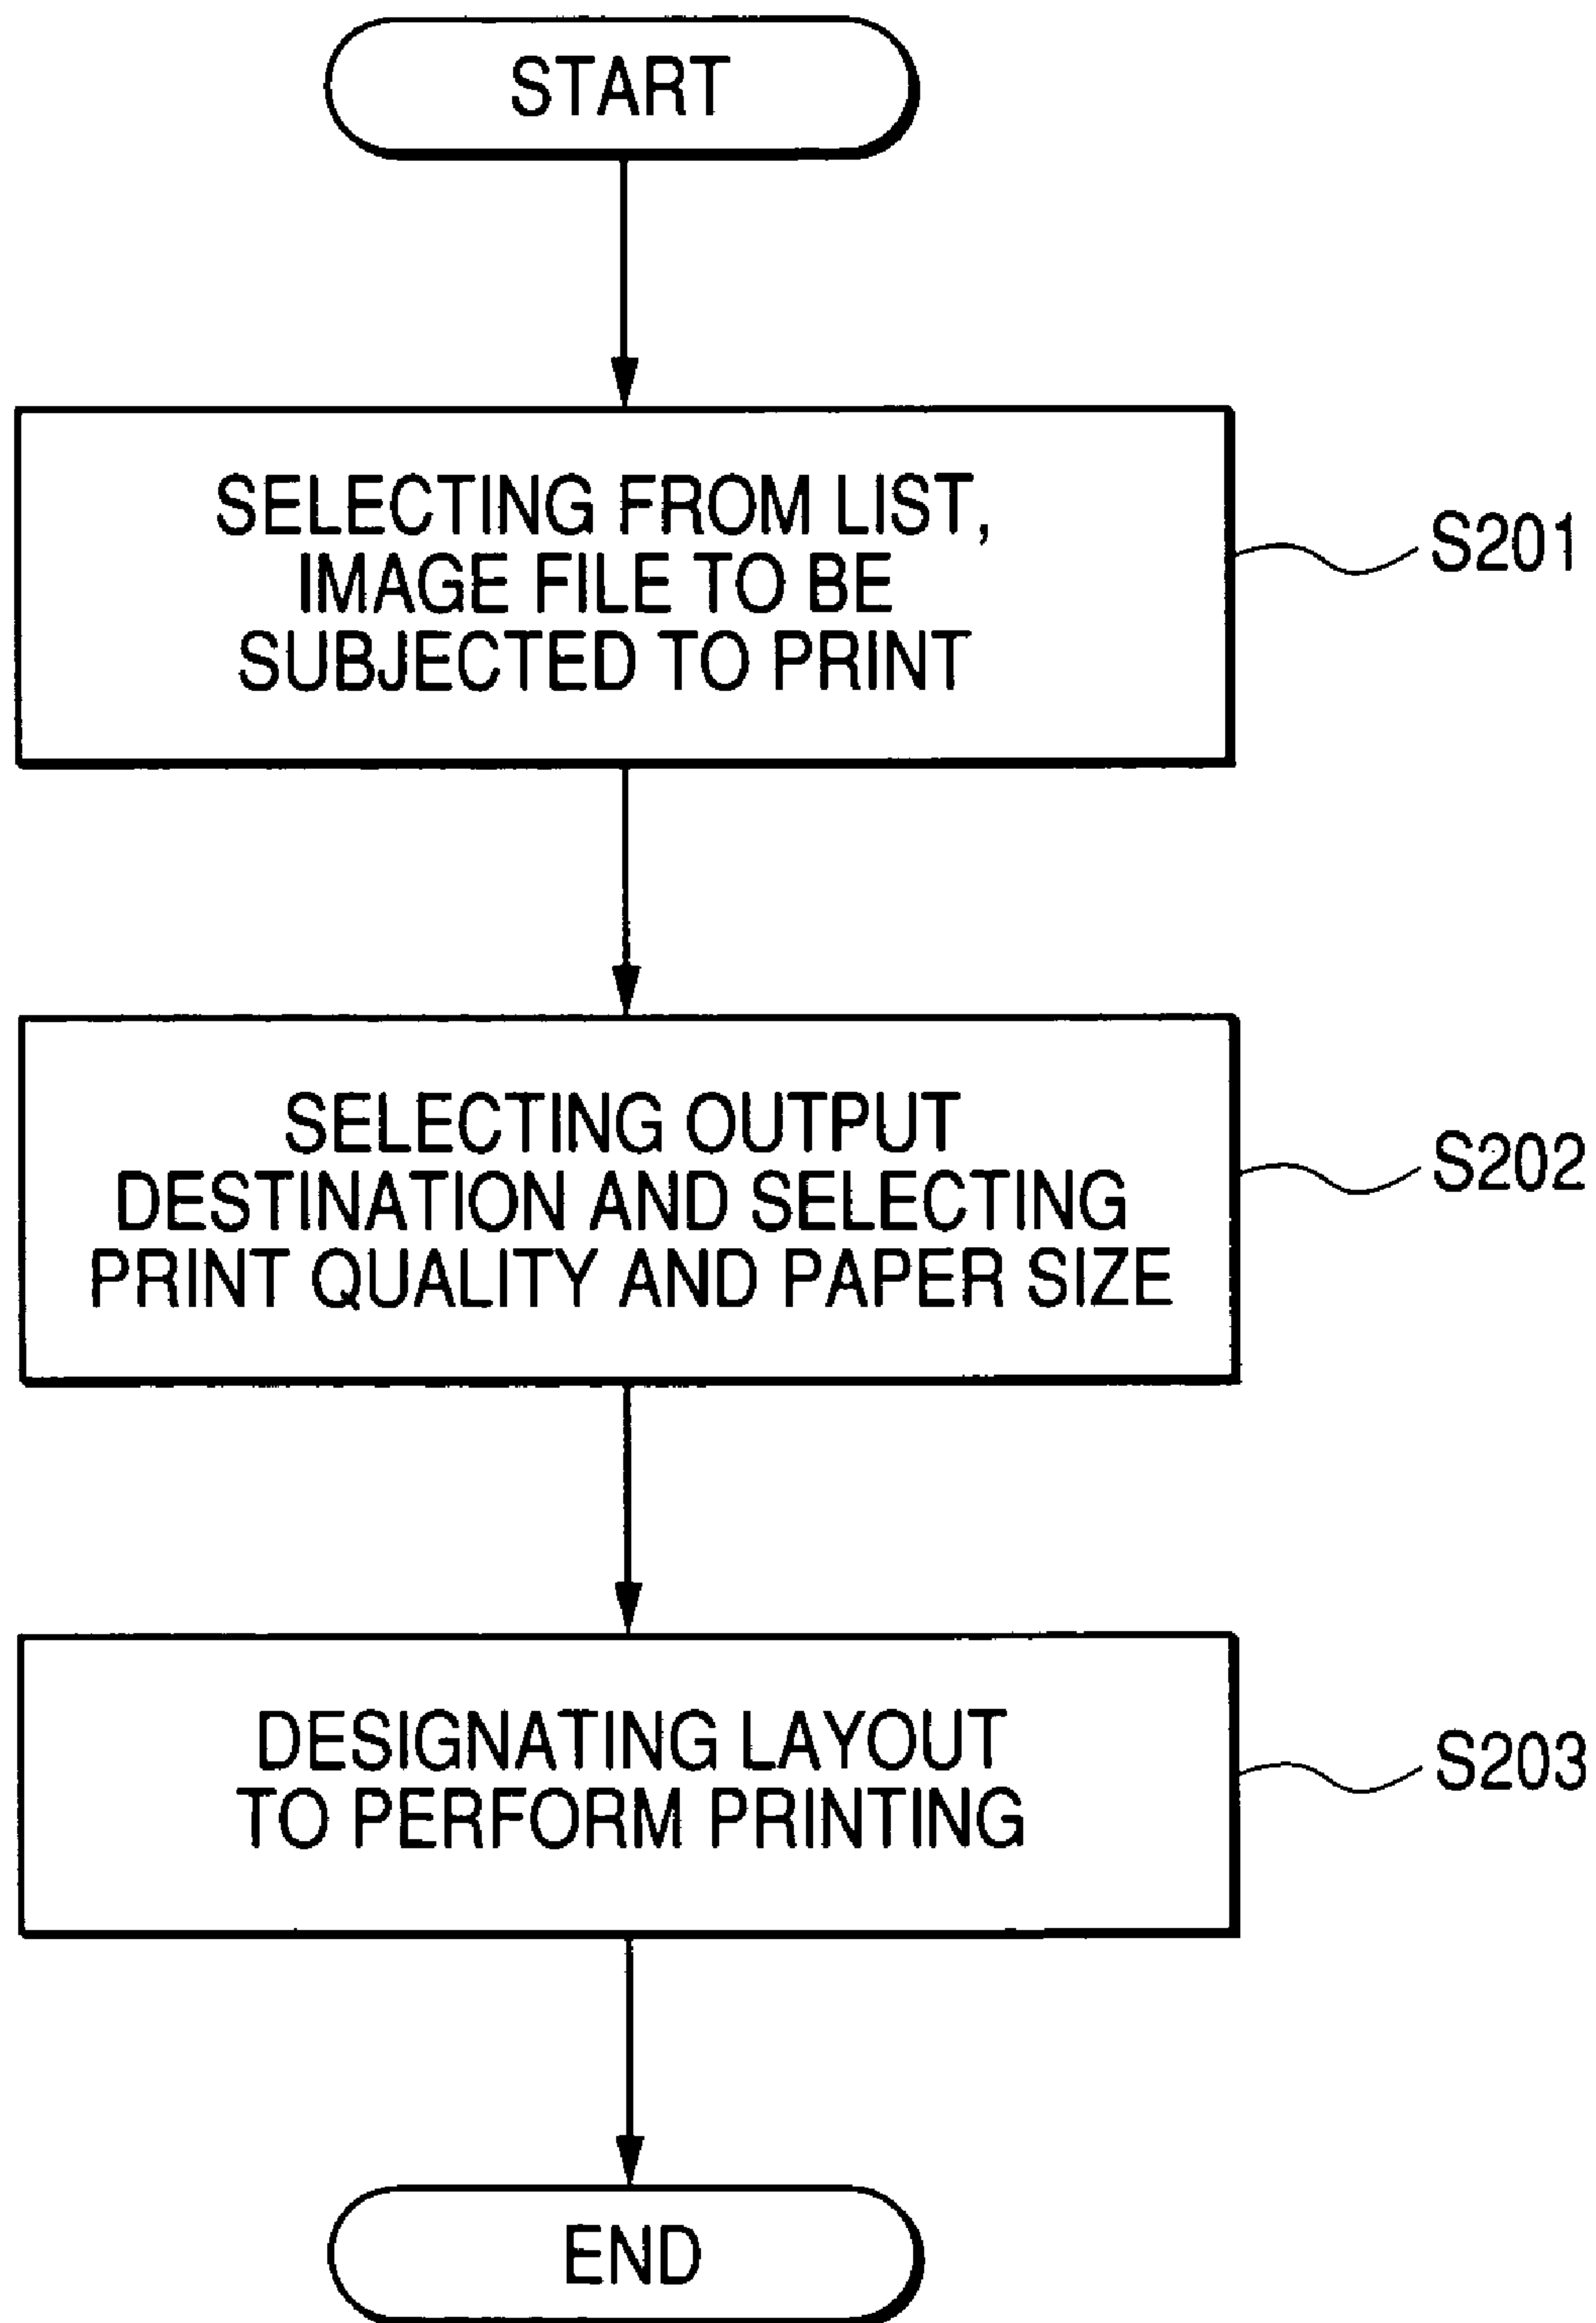 START
SELECTING FROM LIST,
IMAGE FILE TO BE
SUBJECTED TO PRINT
S201
SELECTING OUTPUT
DESTINATION AND SELECTING
PRINT QUALITY AND PAPER SIZE
S202
DESIGNATING LAYOUT
TO PERFORM PRINTING
S203
END